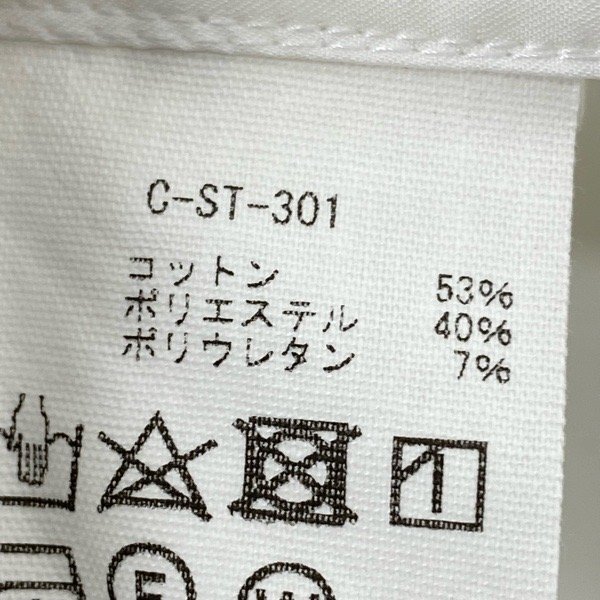 C-ST-301
コットン 53%
ポリエステル 40%
ポリウレタン 7%
F W